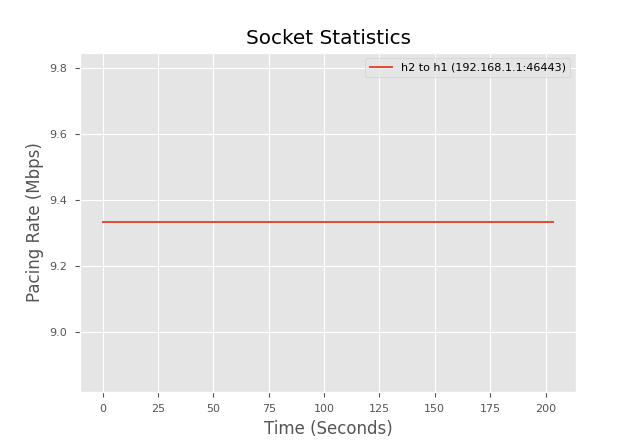 Socket Statistics
h2 to h1 (192.168.1.1:46443)
Pacing Rate (Mbps)
9.8
9.6
9.4
9.2
9.0
0 25 50 75 100 125 150 175 200
Time (Seconds)